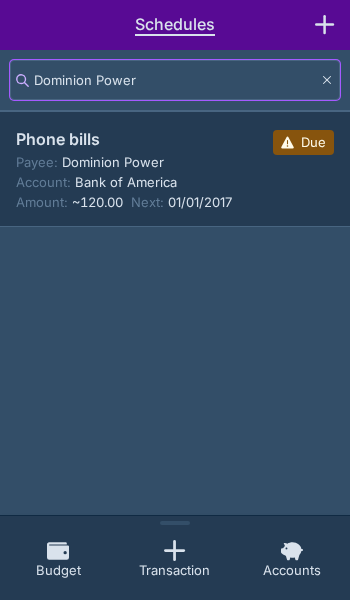 Schedules
Dominion Power
Phone bills
Due
Payee: Dominion Power
Account: Bank of America
Amount: ~120.00 Next: 01/01/2017
Budget
Transaction
Accounts